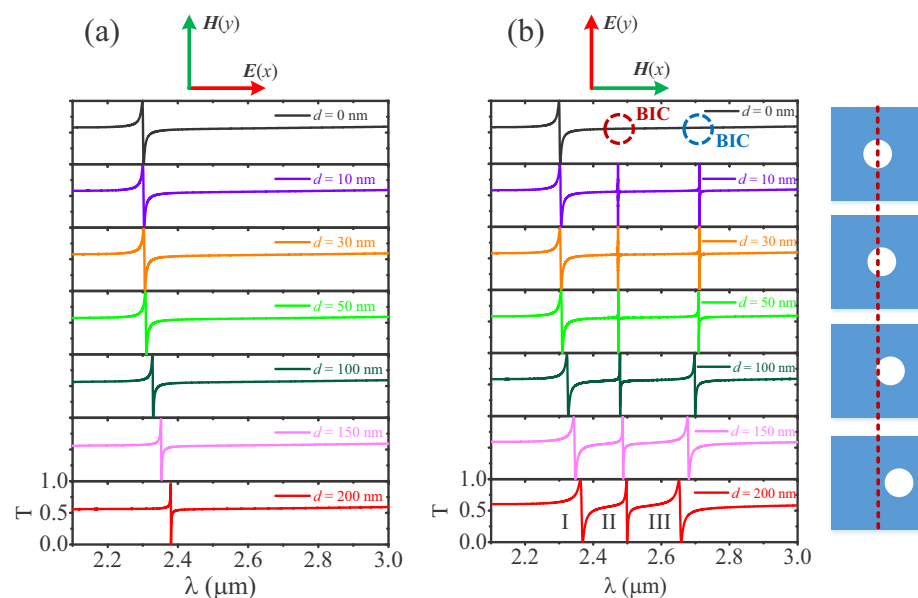 (a)
H(y)
E(x)
d = 0 nm
d = 10 nm
d = 30 nm
d = 50 nm
d = 100 nm
d = 150 nm
1.0
T 0.5
d = 200 nm
0.0
2.2 2.4 2.6 2.8 3.0
λ (μm)
(b)
E(y)
H(x)
d = 0 nm
BIC
BIC
d = 10 nm
d = 30 nm
d = 50 nm
d = 100 nm
d = 150 nm
1.0
T 0.5
d = 200 nm
I II III
0.0
2.2 2.4 2.6 2.8 3.0
λ (μm)